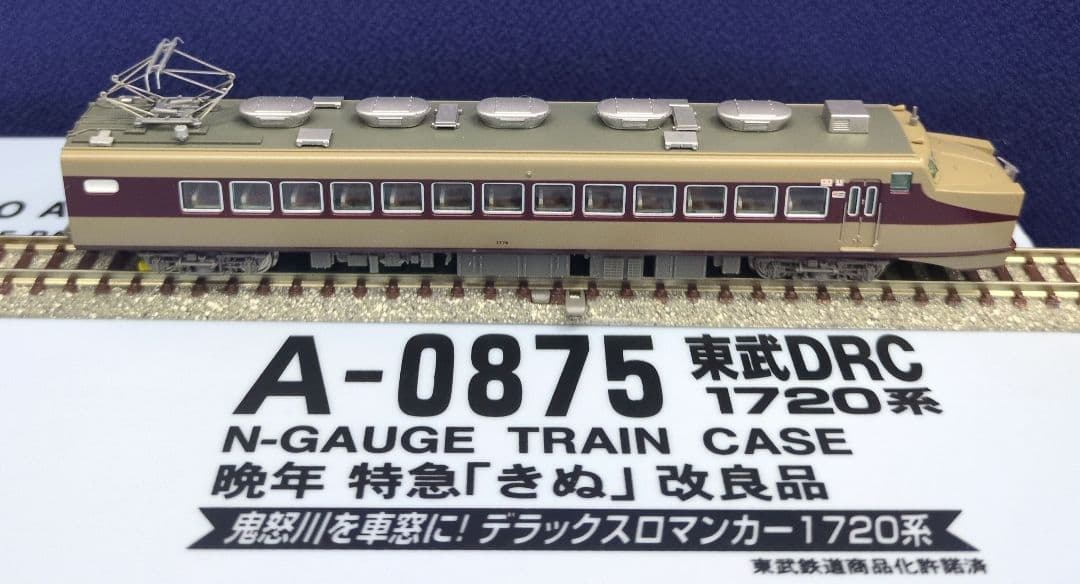 A-0875 東武DRC
1720系
N-GAUGE TRAIN CASE
晩年 特急「きぬ」改良品
鬼怒川を車窓に! デラックスロマンカー1720系
東武鉄道商品化許諾済